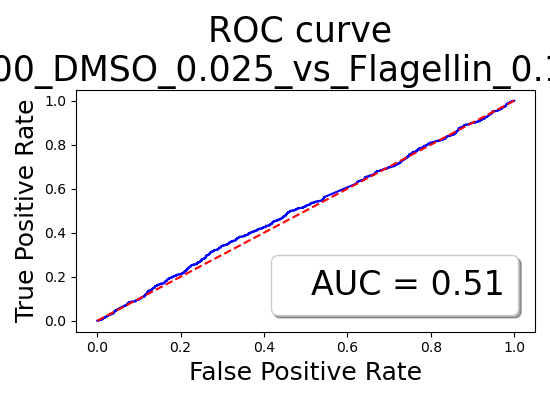 ROC curve
00_DMSO_0.025_vs_Flagellin_0.1
True Positive Rate
1.0
0.8
0.6
0.4
0.2
0.0
AUC = 0.51
0.0 0.2 0.4 0.6 0.8 1.0
False Positive Rate